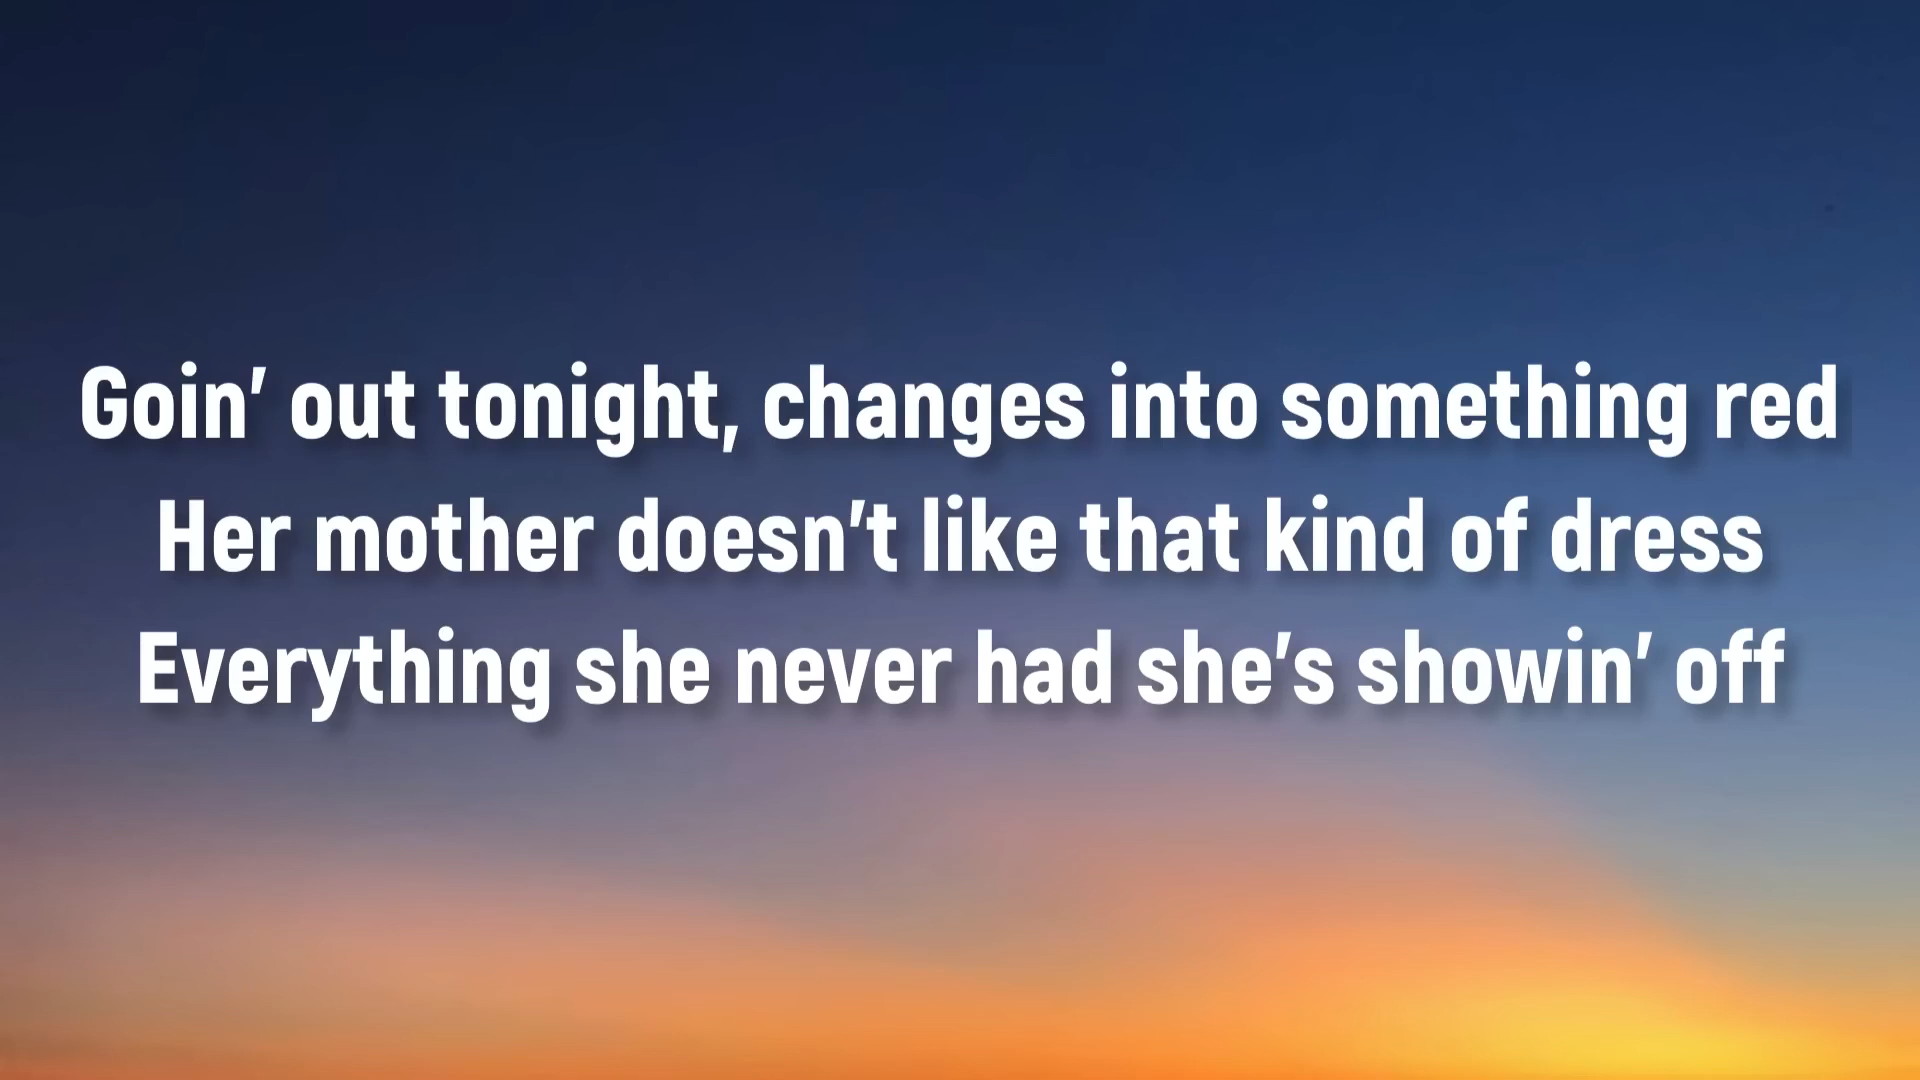 Goin’ out tonight, changes into something red
Her mother doesn’t like that kind of dress
Everything she never had she’s showin’ off